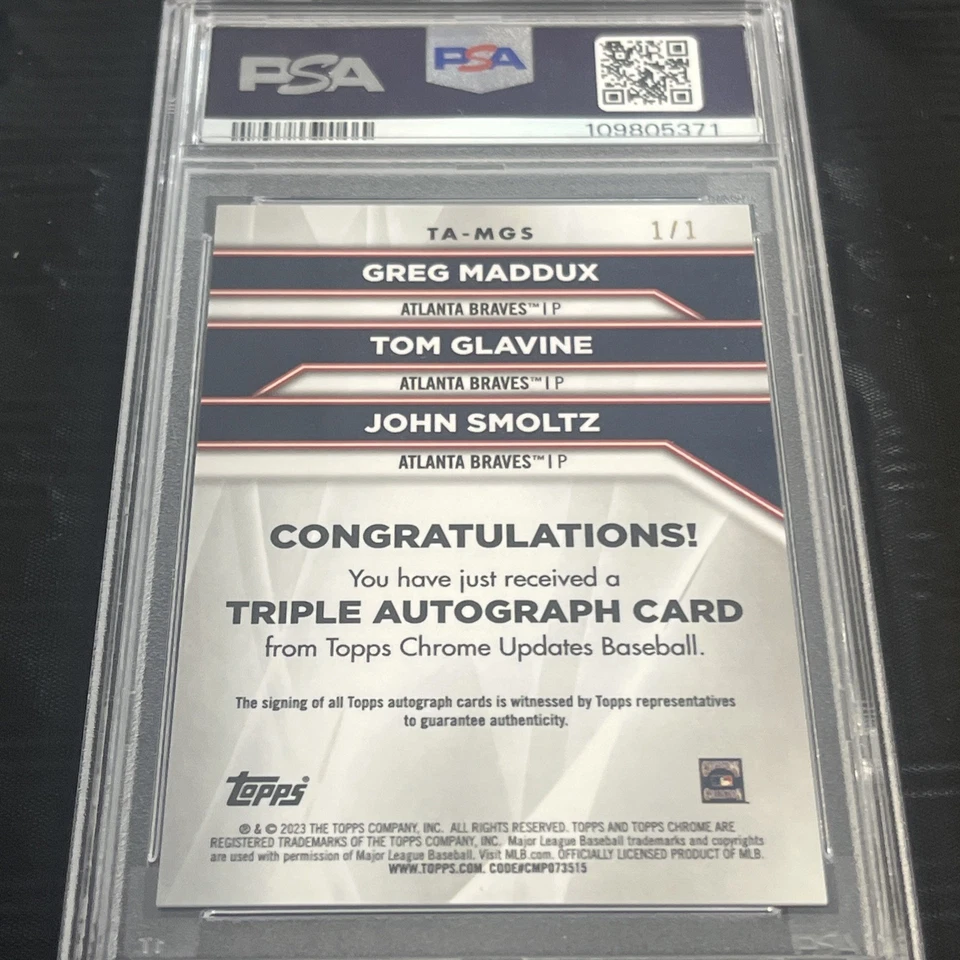 PSA PSA
109805371
TA-MGS 1/1
GREG MADDUX
ATLANTA BRAVES™ | P
TOM GLAVINE
ATLANTA BRAVES™ | P
JOHN SMOLTZ
ATLANTA BRAVES™ | P
CONGRATULATIONS!
You have just received a
TRIPLE AUTOGRAPH CARD
from Topps Chrome Updates Baseball.
The signing of all Topps autograph cards is witnessed by Topps representatives
to guarantee authenticity.
topps
® & © 2023 THE TOPPS COMPANY, INC. ALL RIGHTS RESERVED. TOPPS AND TOPPS CHROME ARE
REGISTERED TRADEMARKS OF THE TOPPS COMPANY, INC. Major League Baseball trademarks and copyrights
are used with permission of Major League Baseball. Visit MLB.com. OFFICIALLY LICENSED PRODUCT OF MLB.
WWW.TOPPS.COM. CODE#CMP073515